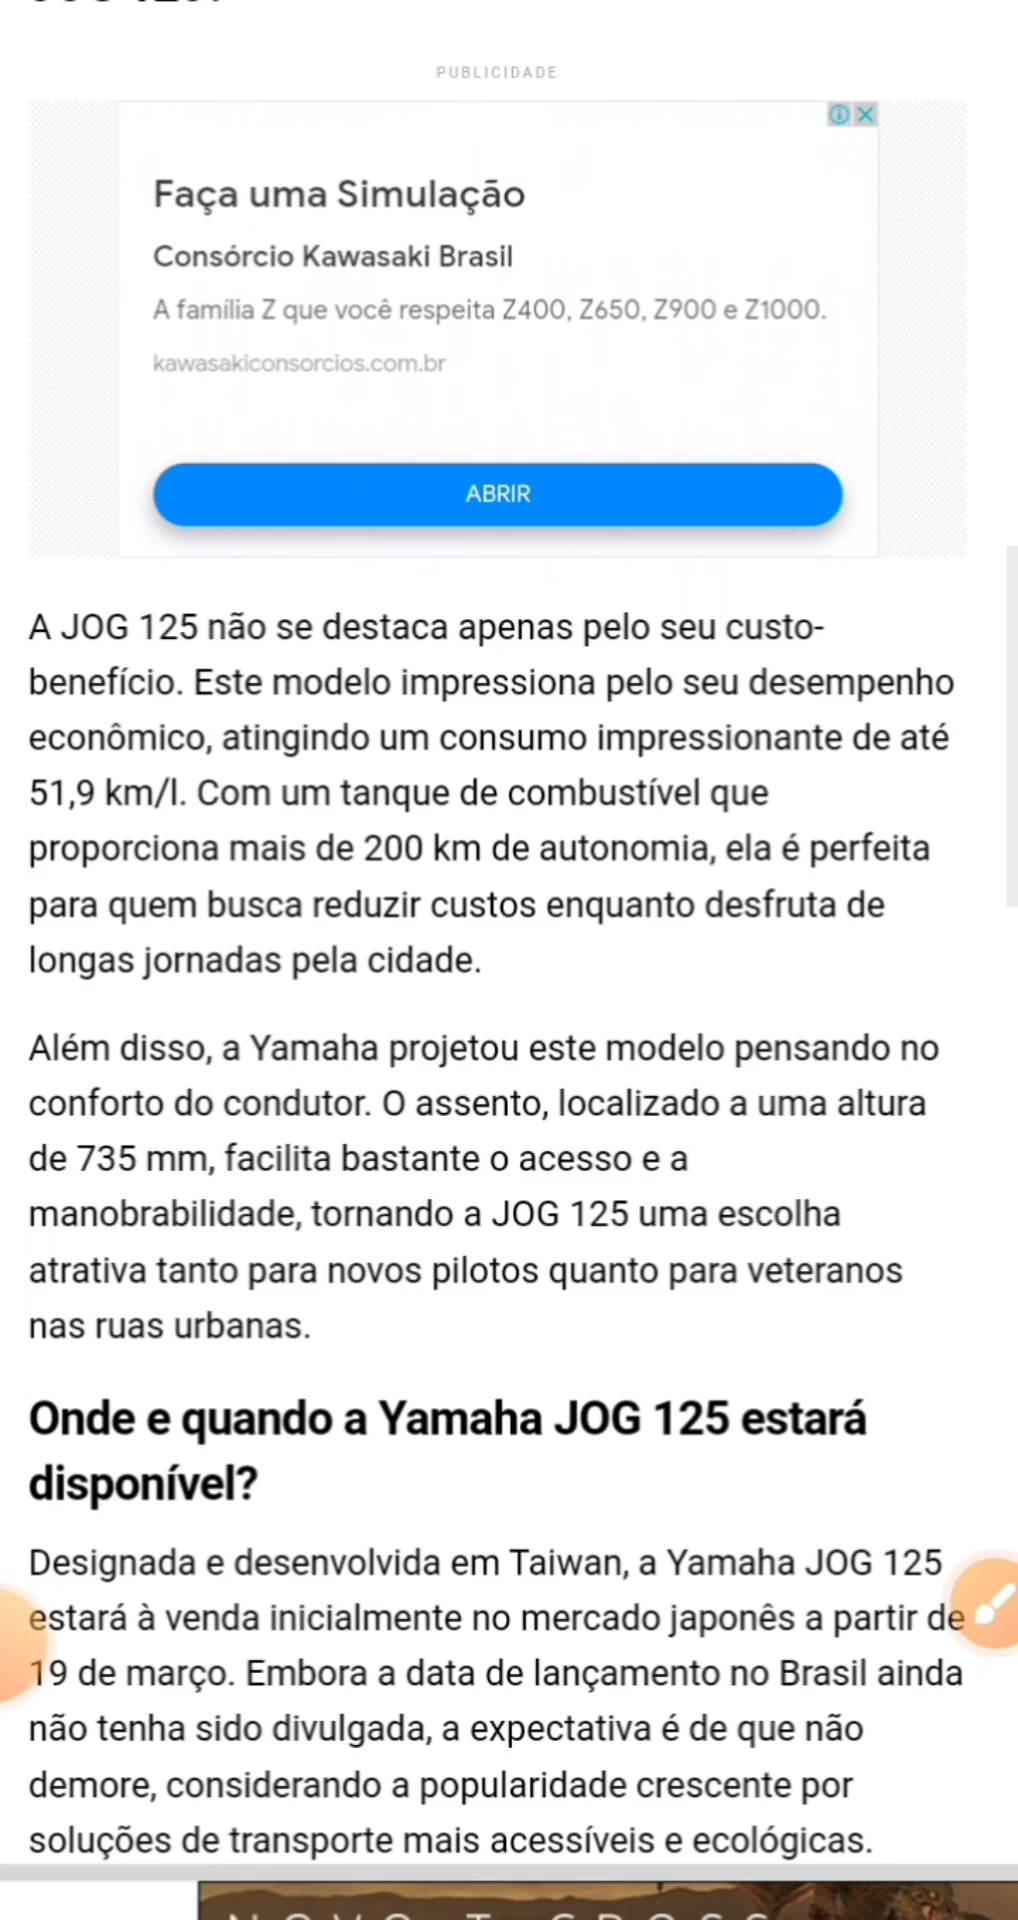 PUBLICIDADE
Faça uma Simulação
Consórcio Kawasaki Brasil
A família Z que você respeita Z400, Z650, Z900 e Z1000.
kawasakiconsorcios.com.br
ABRIR
A JOG 125 não se destaca apenas pelo seu custo-
benefício. Este modelo impressiona pelo seu desempenho
econômico, atingindo um consumo impressionante de até
51,9 km/l. Com um tanque de combustível que
proporciona mais de 200 km de autonomia, ela é perfeita
para quem busca reduzir custos enquanto desfruta de
longas jornadas pela cidade.
Além disso, a Yamaha projetou este modelo pensando no
conforto do condutor. O assento, localizado a uma altura
de 735 mm, facilita bastante o acesso e a
manobrabilidade, tornando a JOG 125 uma escolha
atrativa tanto para novos pilotos quanto para veteranos
nas ruas urbanas.
Onde e quando a Yamaha JOG 125 estará
disponível?
Designada e desenvolvida em Taiwan, a Yamaha JOG 125
estará à venda inicialmente no mercado japonês a partir de
19 de março. Embora a data de lançamento no Brasil ainda
não tenha sido divulgada, a expectativa é de que não
demore, considerando a popularidade crescente por
soluções de transporte mais acessíveis e ecológicas.